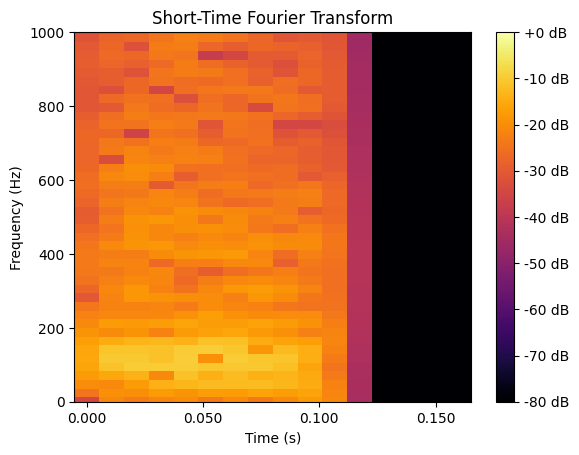 Short-Time Fourier Transform
Frequency (Hz)
1000
800
600
400
200
0
0.000
0.050
0.100
0.150
Time (s)
+0 dB
-10 dB
-20 dB
-30 dB
-40 dB
-50 dB
-60 dB
-70 dB
-80 dB